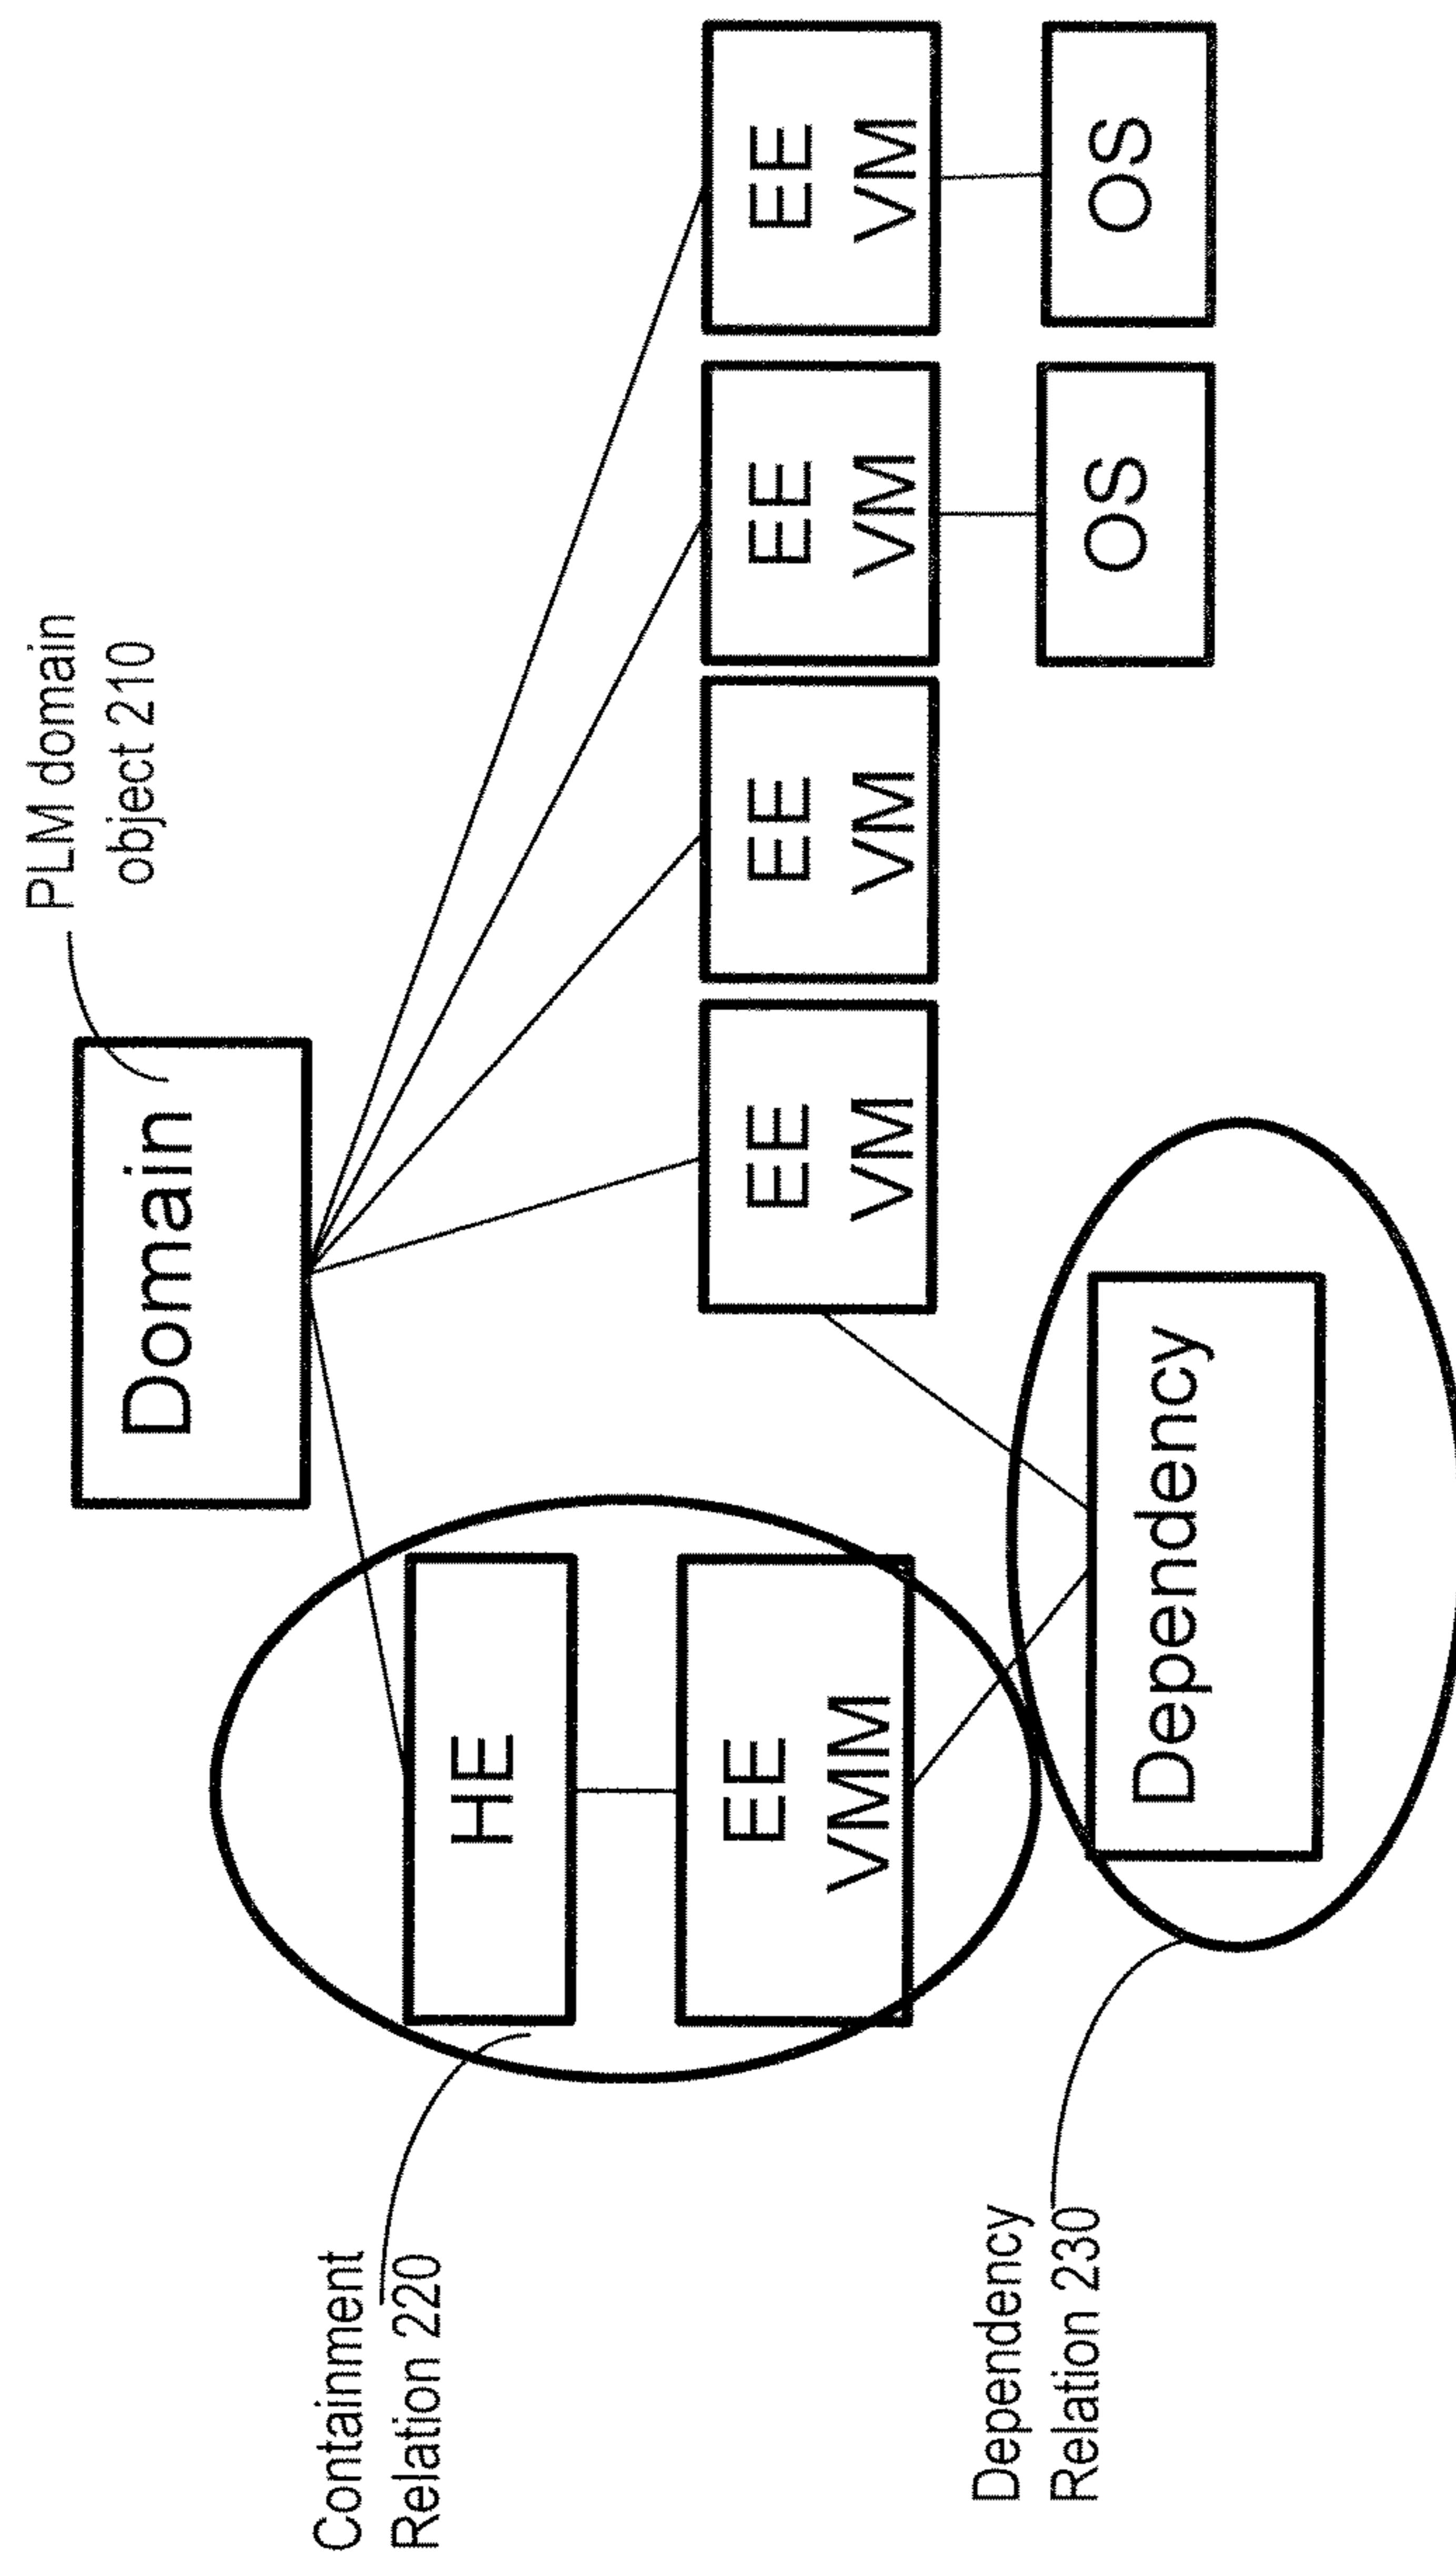 PLM domain
object 210
Domain
Containment
Relation 220
HE
EE
VMM
EE
VM
EE
VM
EE
VM
EE
VM
OS
OS
Dependency
Relation 230
Dependency